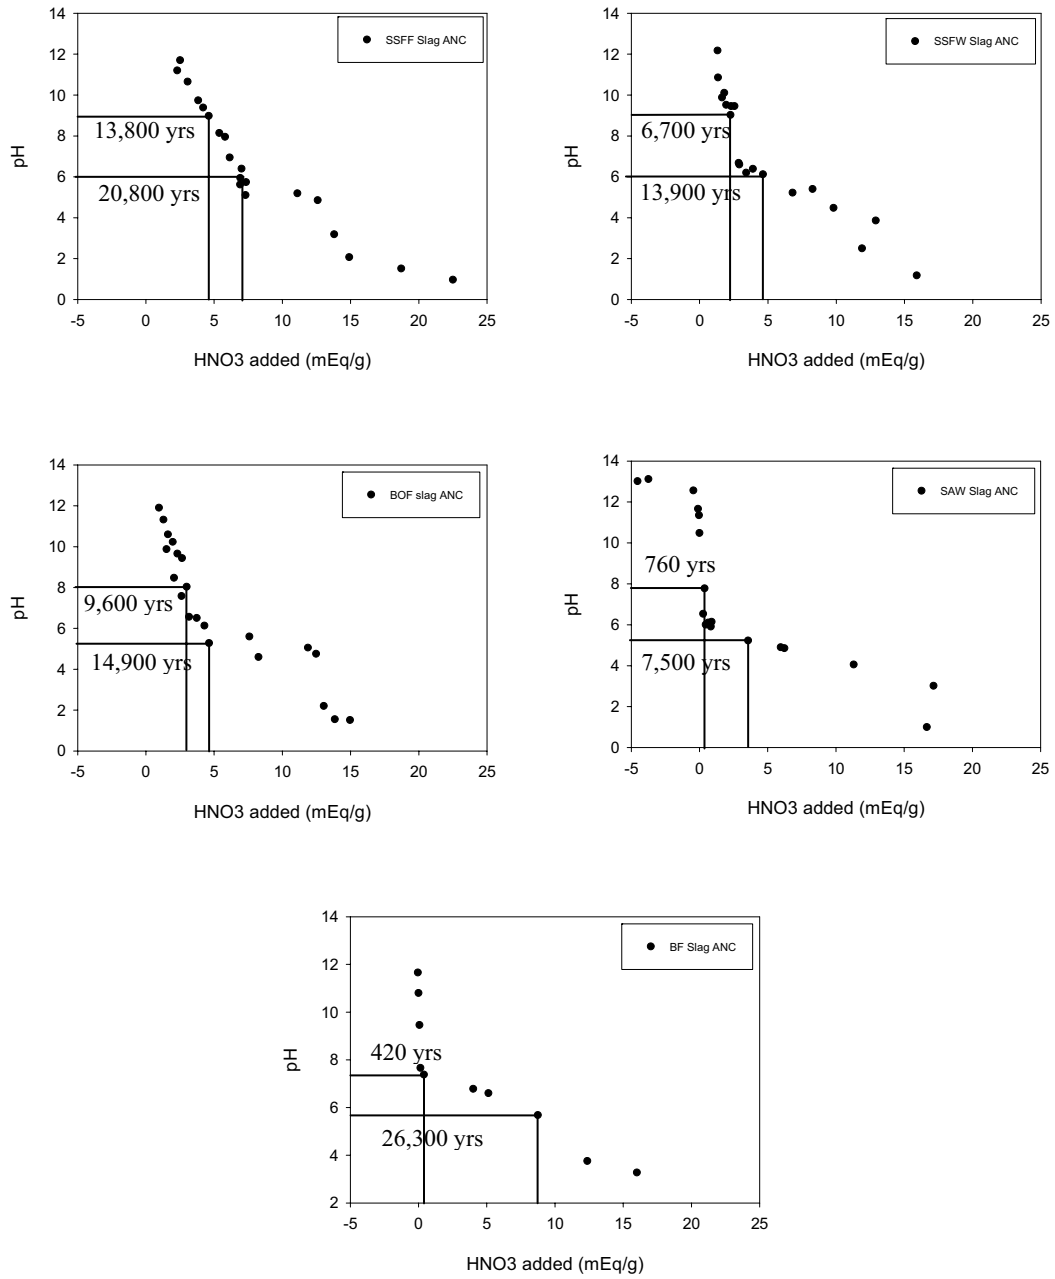 14
12
10
8
6
4
2
0
pH
SSFF Slag ANC
13,800 yrs
20,800 yrs
-5 0 5 10 15 20 25
HNO3 added (mEq/g)
14
12
10
8
6
4
2
0
pH
SSFW Slag ANC
6,700 yrs
13,900 yrs
-5 0 5 10 15 20 25
HNO3 added (mEq/g)
14
12
10
8
6
4
2
0
pH
BOF slag ANC
9,600 yrs
14,900 yrs
-5 0 5 10 15 20 25
HNO3 added (mEq/g)
14
12
10
8
6
4
2
0
pH
SAW Slag ANC
760 yrs
7,500 yrs
-5 0 5 10 15 20 25
HNO3 added (mEq/g)
14
12
10
8
6
4
2
pH
BF Slag ANC
420 yrs
26,300 yrs
-5 0 5 10 15 20 25
HNO3 added (mEq/g)